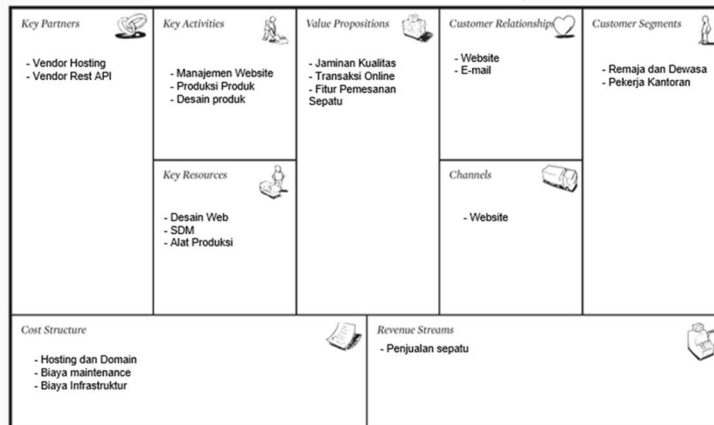 Key Partners
- Vendor Hosting
- Vendor Rest API
Key Activities
- Manajemen Website
- Produksi Produk
- Desain produk
Key Resources
- Desain Web
- SDM
- Alat Produksi
Value Propositions
- Jaminan Kualitas
- Transaksi Online
- Fitur Pemesanan
Sepatu
Customer Relationships
- Website
- E-mail
Channels
- Website
Customer Segments
- Remaja dan Dewasa
- Pekerja Kantoran
Cost Structure
- Hosting dan Domain
- Biaya maintenance
- Biaya Infrastruktur
Revenue Streams
- Penjualan sepatu